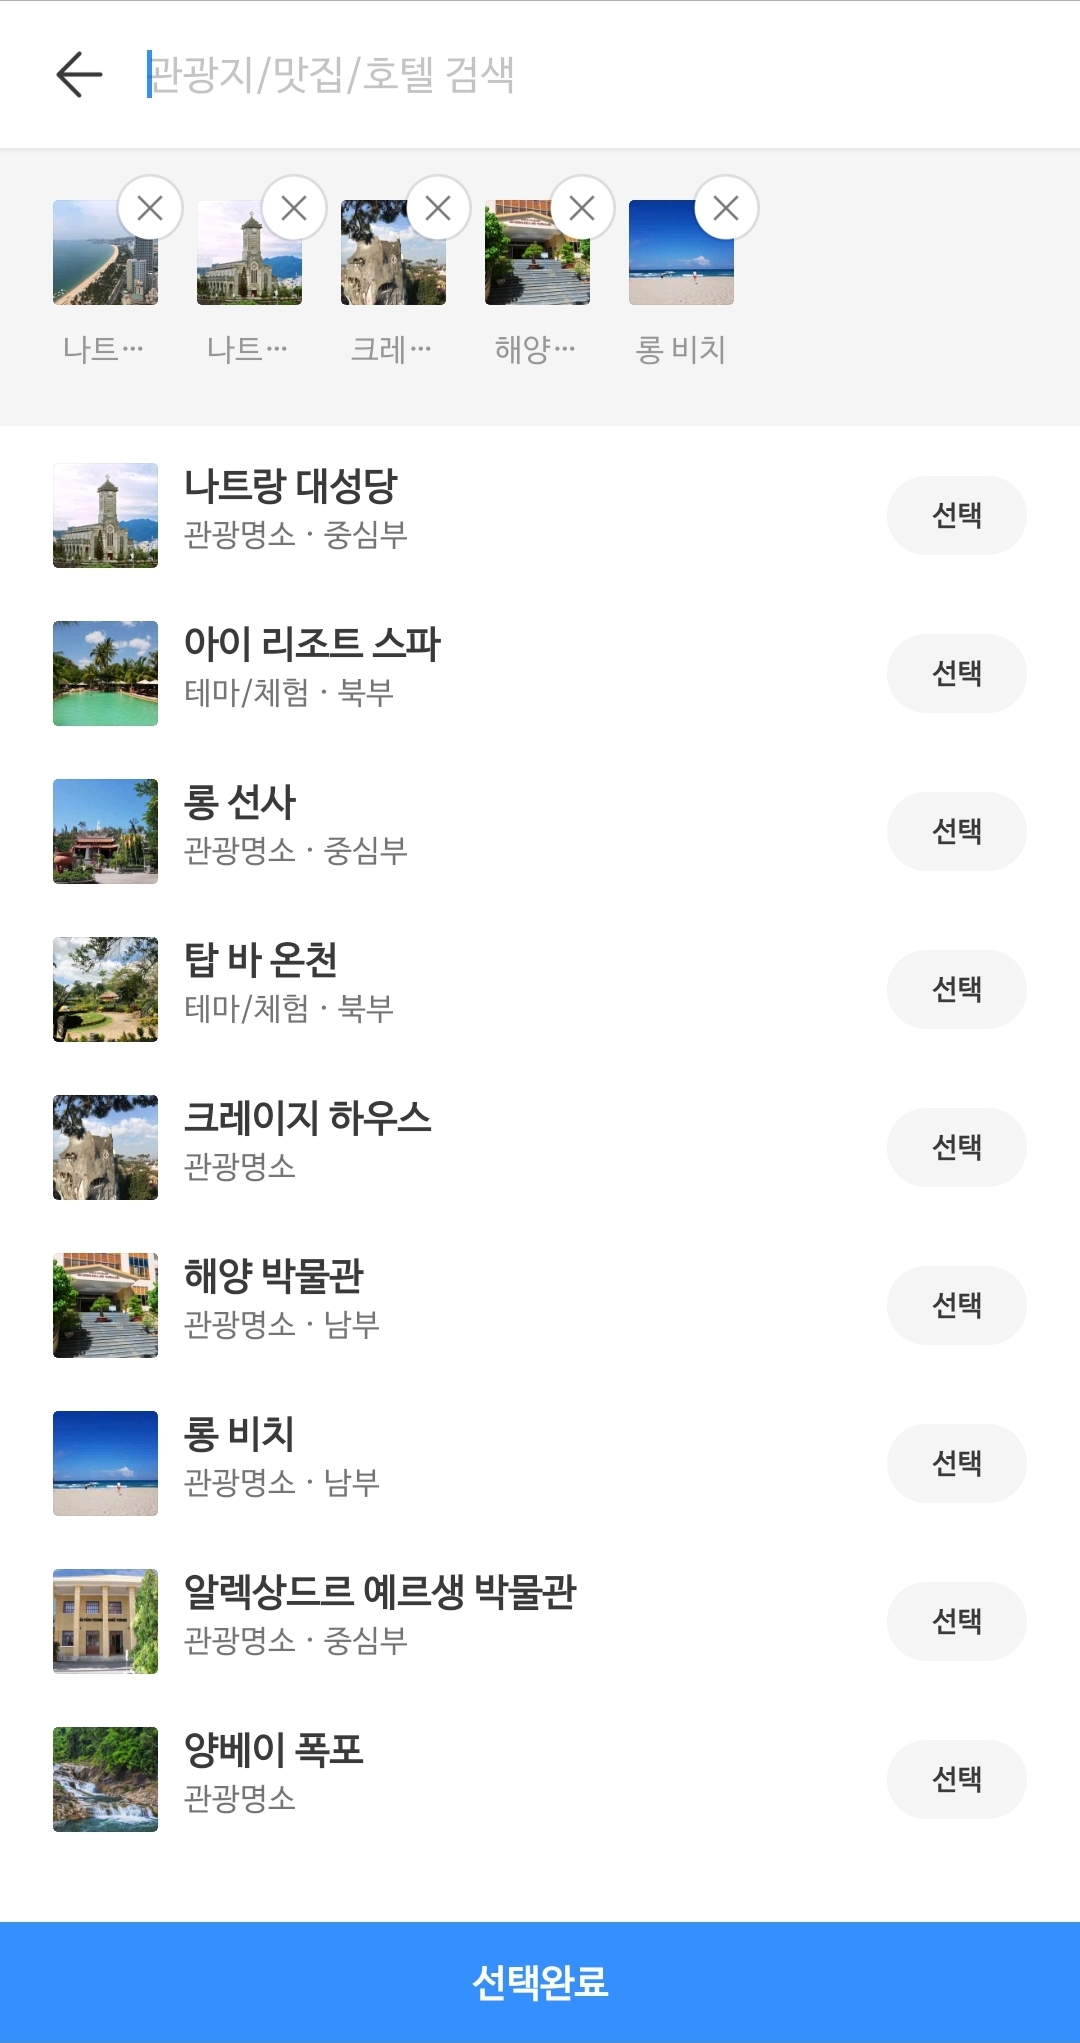 관광지/맛집/호텔 검색
나트…
나트…
크레…
해양…
롱 비치
나트랑 대성당
관광명소 · 중심부
선택
아이 리조트 스파
테마/체험 · 북부
선택
롱 선사
관광명소 · 중심부
선택
탑 바 온천
테마/체험 · 북부
선택
크레이지 하우스
관광명소
선택
해양 박물관
관광명소 · 남부
선택
롱 비치
관광명소 · 남부
선택
알렉상드르 예르생 박물관
관광명소 · 중심부
선택
양베이 폭포
관광명소
선택
선택완료